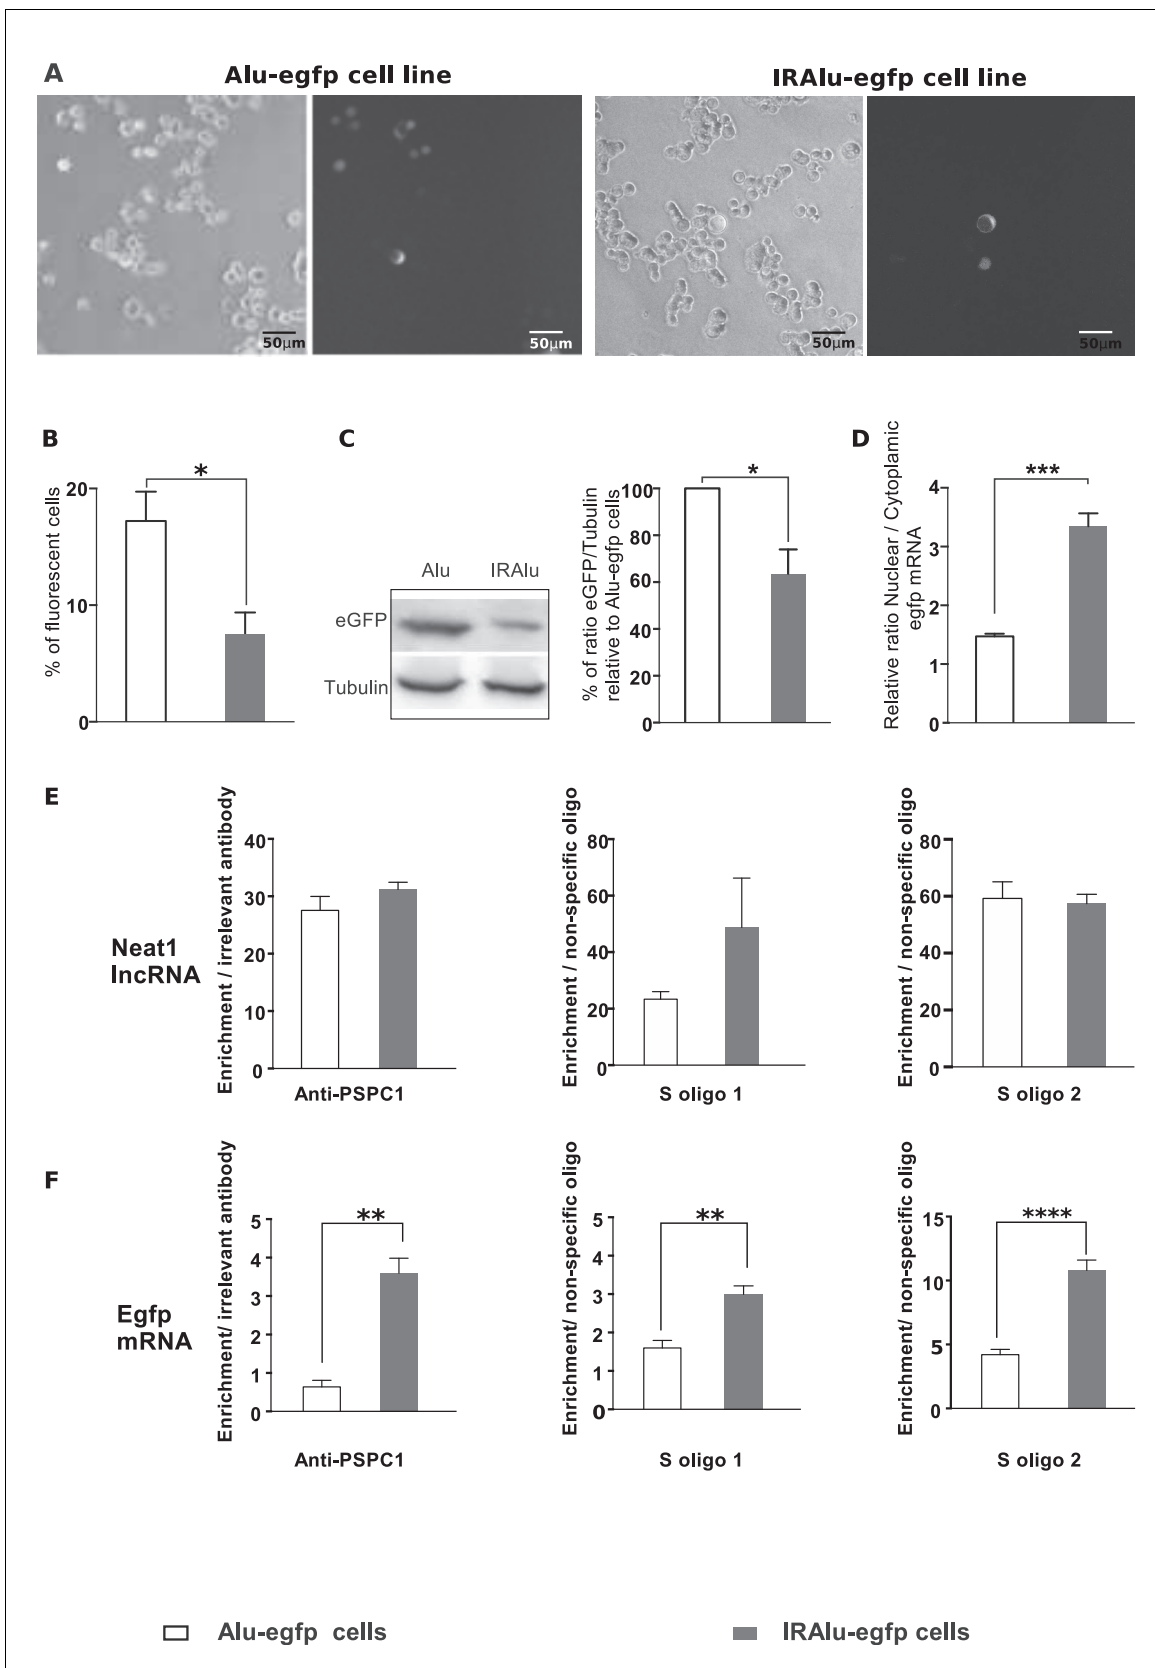 A
Alu-egfp cell line
IRAlu-egfp cell line
50μm
50μm
50μm
50μm
B
% of fluorescent cells
20
10
0
*
C
Alu
IRAlu
eGFP
Tubulin
% of ratio eGFP/Tubulin
relative to Alu-egfp cells
100
80
60
40
20
0
*
D
Relative ratio Nuclear / Cytoplamic
egfp mRNA
4
3
2
1
0
***
E
Neat1
lncRNA
Enrichment / irrelevant antibody
40
30
20
10
0
Anti-PSPC1
Enrichment / non-specific oligo
80
60
40
20
0
S oligo 1
Enrichment / non-specific oligo
80
60
40
20
0
S oligo 2
F
Egfp
mRNA
Enrichment/ irrelevant antibody
5
4
3
2
1
0
**
Anti-PSPC1
Enrichment/ non-specific oligo
5
4
3
2
1
0
**
S oligo 1
Enrichment/ non-specific oligo
15
10
5
0
****
S oligo 2
Alu-egfp cells
IRAlu-egfp cells